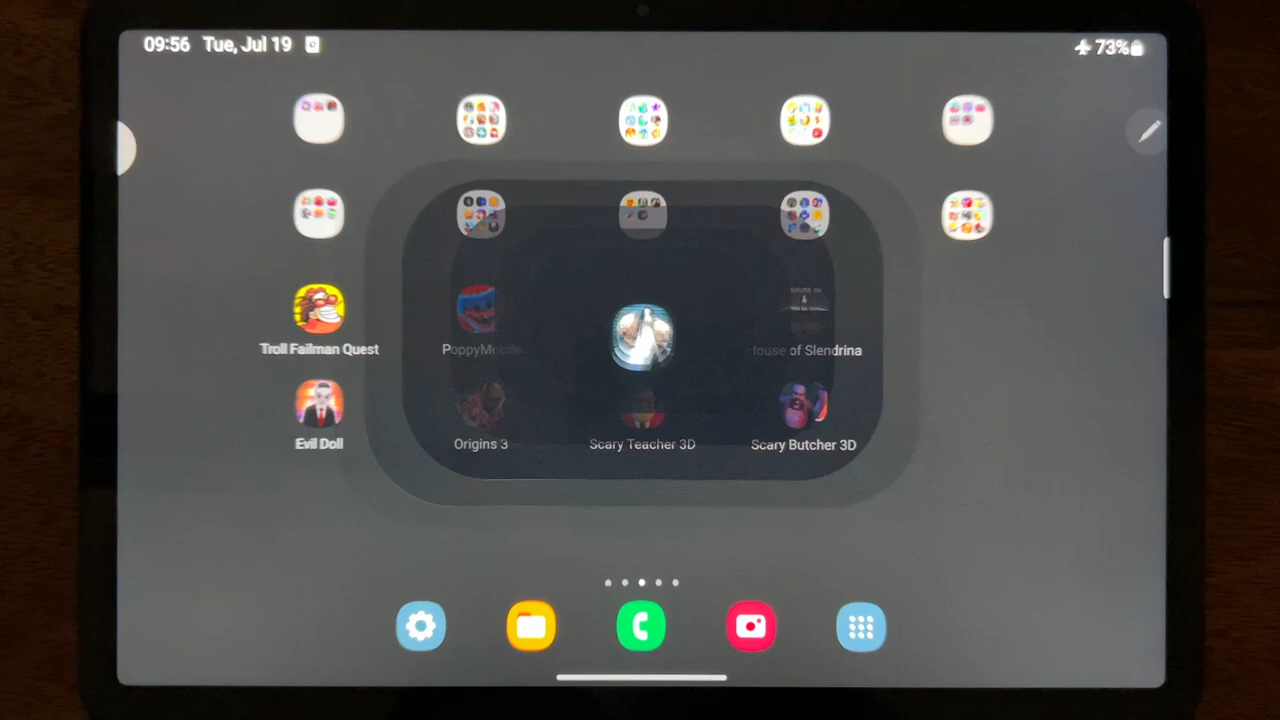 09:56 Tue, Jul 19
73%
Troll Failman Quest
PoppyMobile
House of Slendrina
Evil Doll
Origins 3
Scary Teacher 3D
Scary Butcher 3D